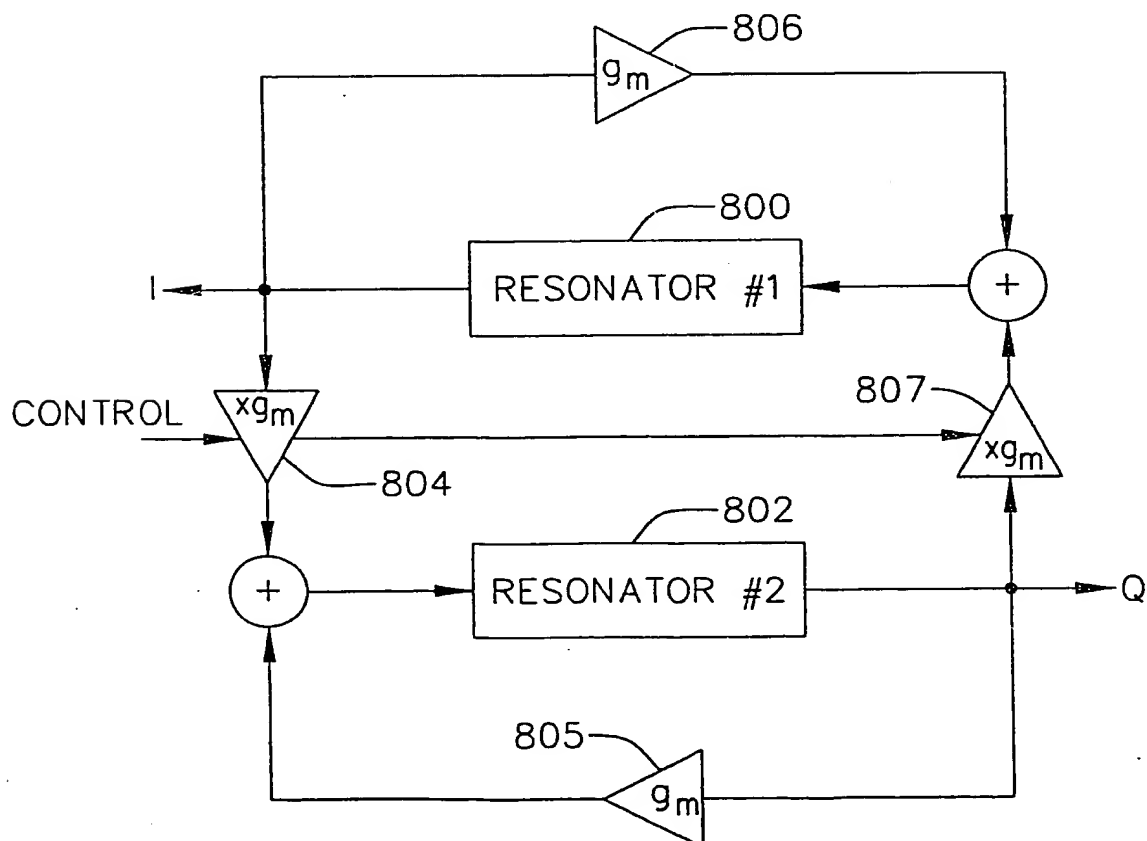 806
gm
800
I
RESONATOR #1
+
xgm
807
CONTROL
xgm
804
802
+
RESONATOR #2
Q
805
gm